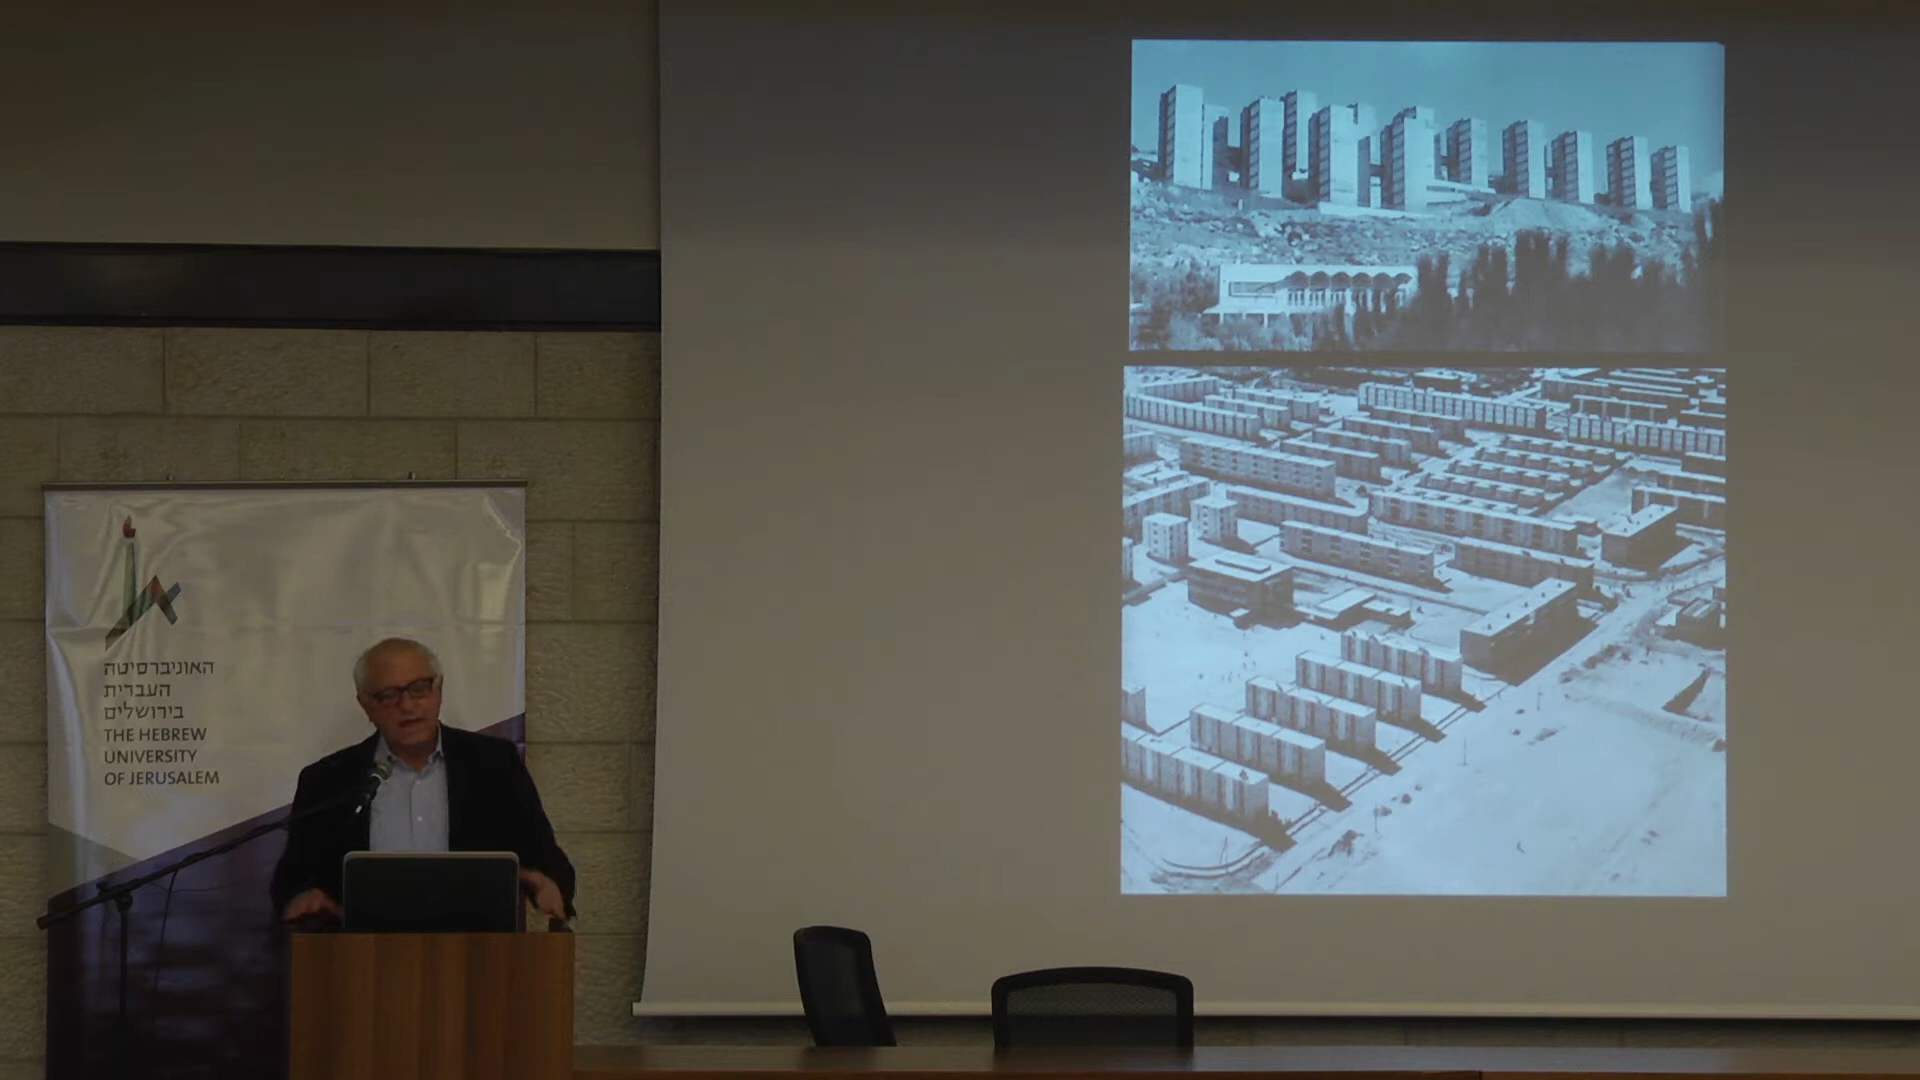 האוניברסיטה
העברית
בירושלים
THE HEBREW
UNIVERSITY
OF JERUSALEM